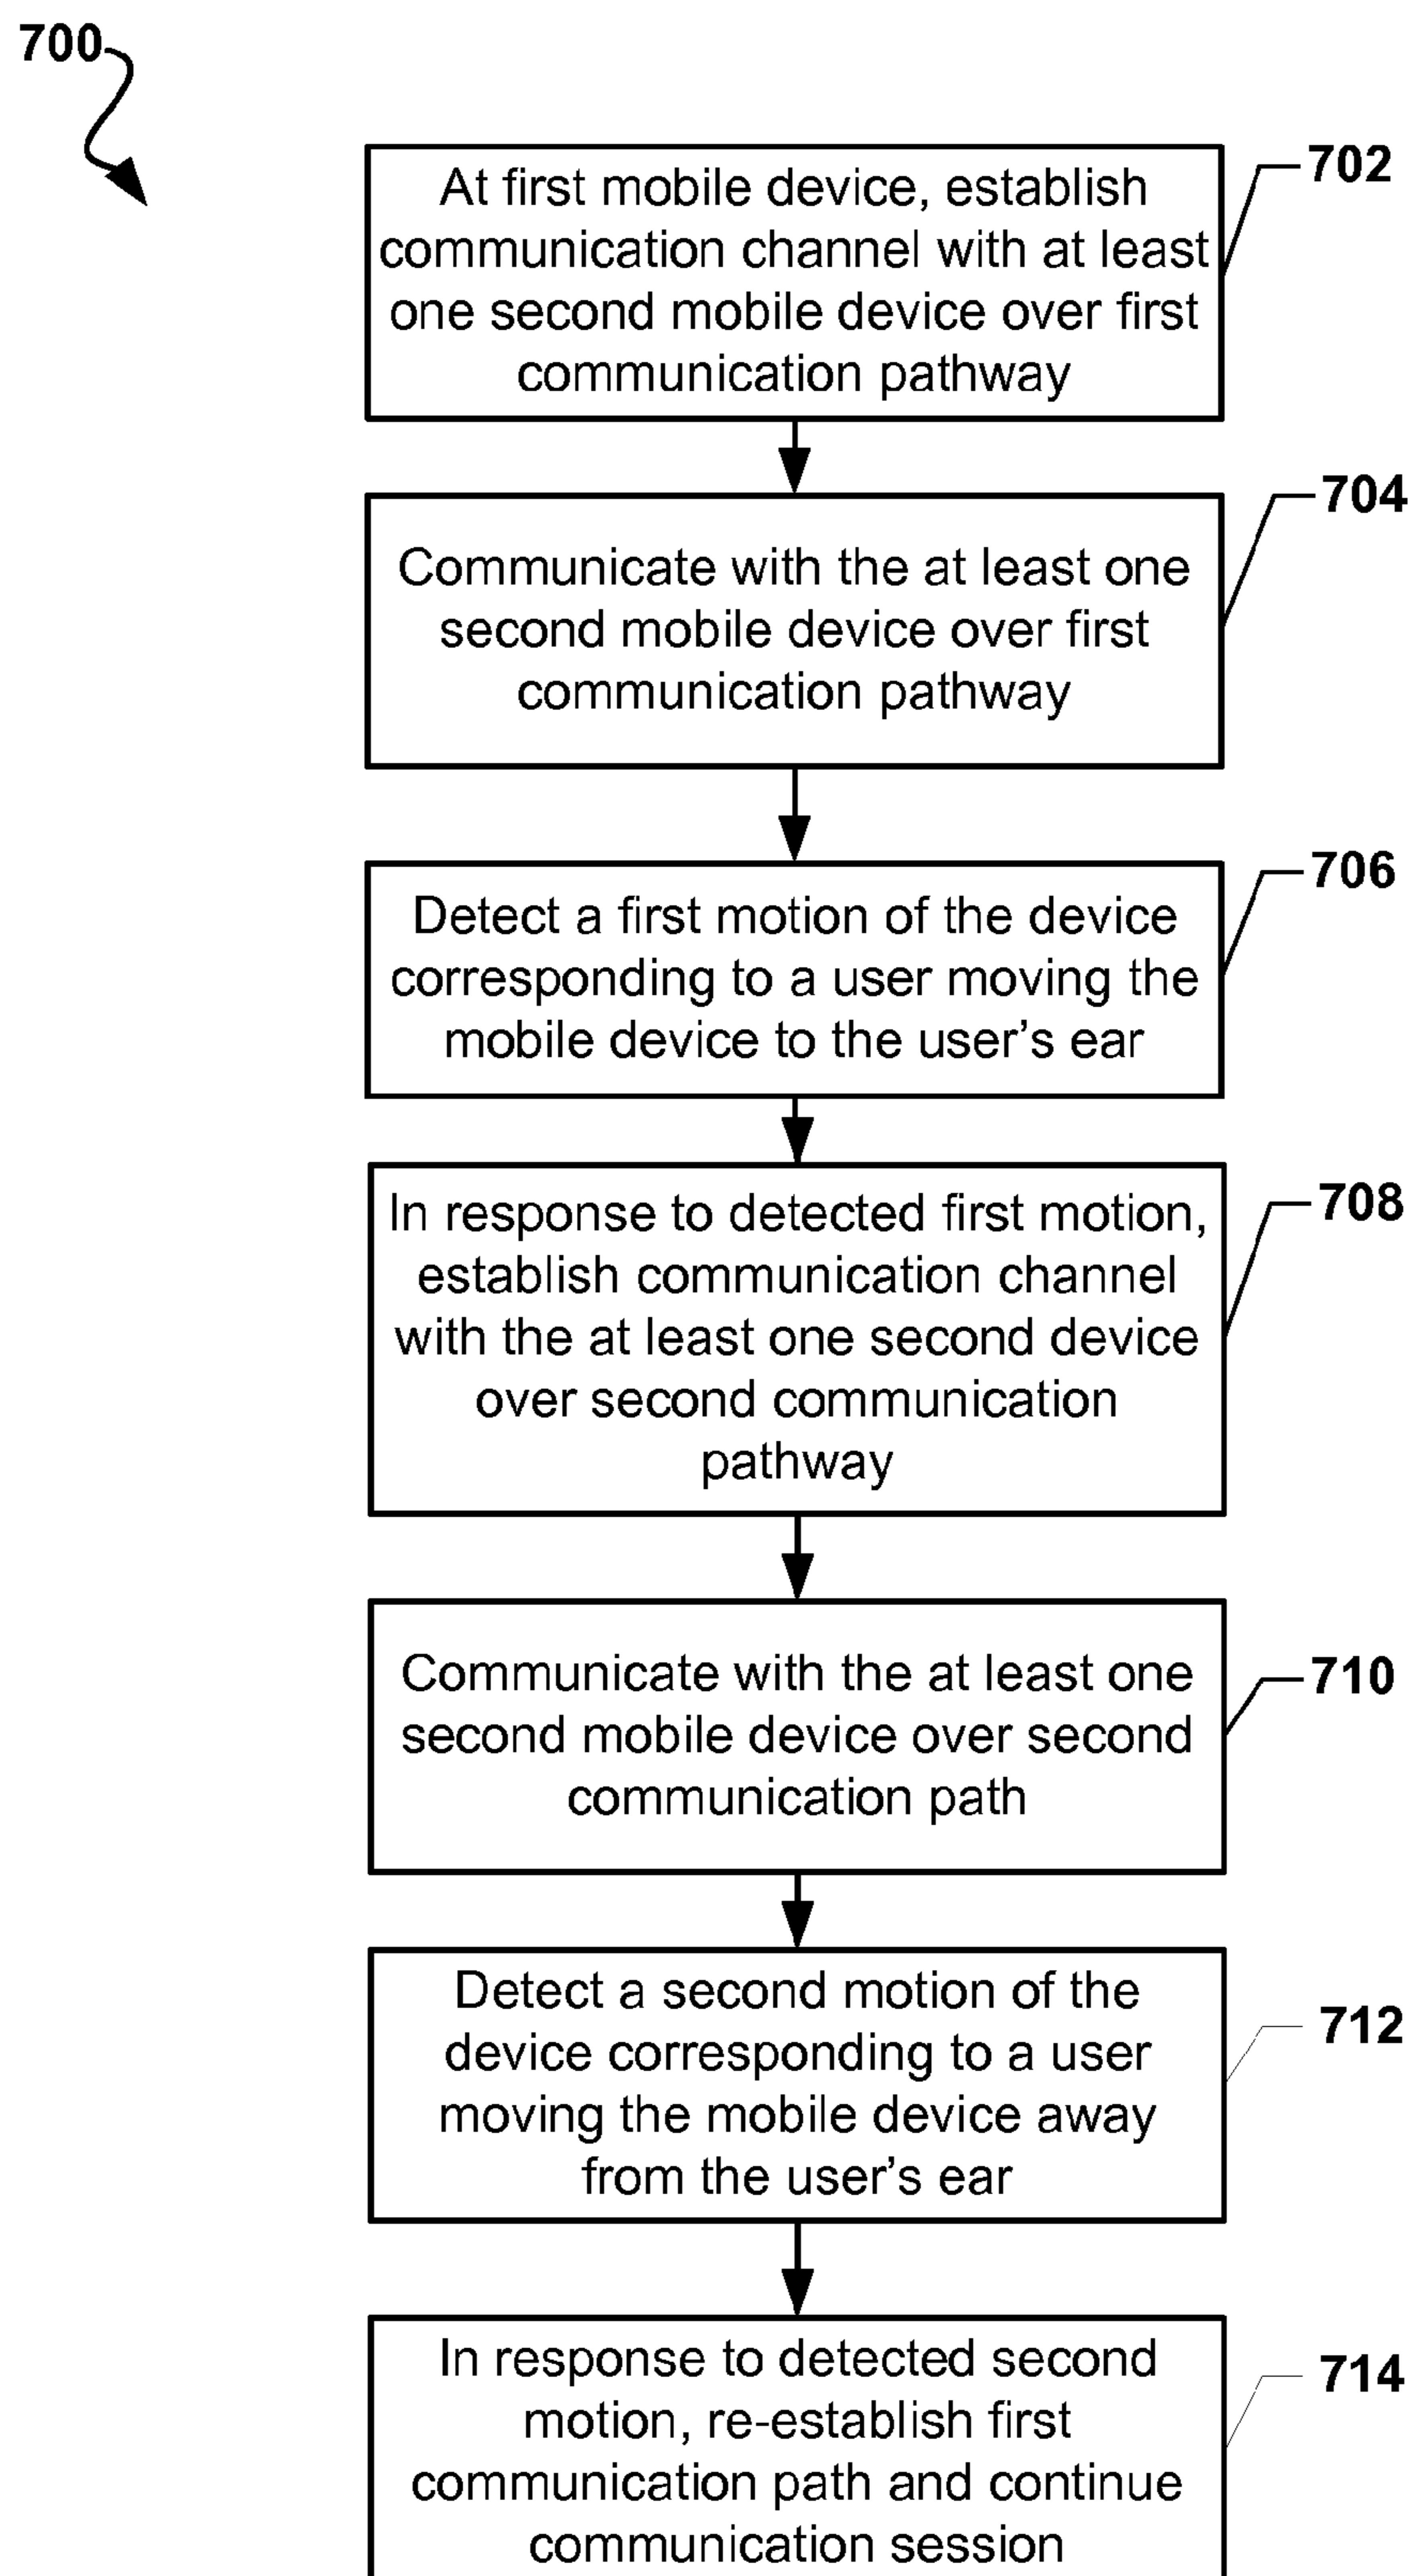 700
At first mobile device, establish
communication channel with at least
one second mobile device over first
communication pathway
702
Communicate with the at least one
second mobile device over first
communication pathway
704
Detect a first motion of the device
corresponding to a user moving the
mobile device to the user’s ear
706
In response to detected first motion,
establish communication channel
with the at least one second device
over second communication
pathway
708
Communicate with the at least one
second mobile device over second
communication path
710
Detect a second motion of the
device corresponding to a user
moving the mobile device away
from the user’s ear
712
In response to detected second
motion, re-establish first
communication path and continue
communication session
714